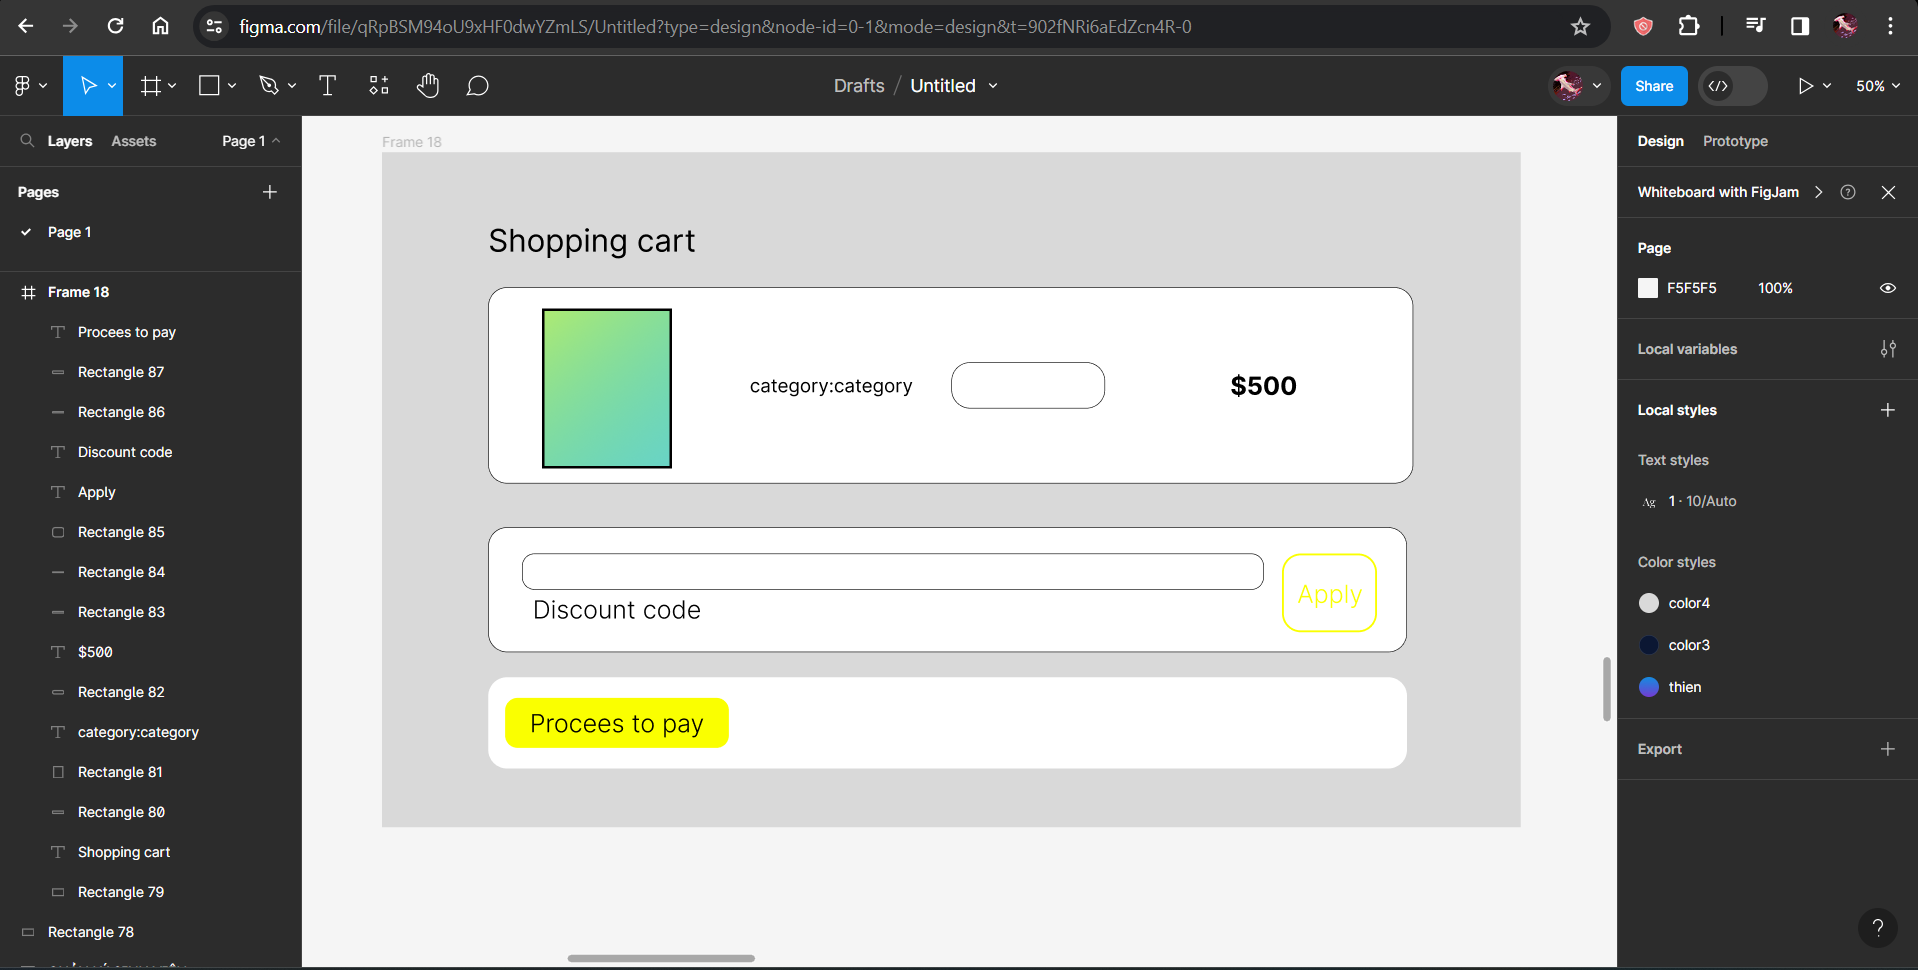 figma.com/file/qRpBSM94oU9xHF0dwYZmLS/Untitled?type=design&node-id=0-1&mode=design&t=902fNRi6aEdZcn4R-0
Drafts / Untitled
Share
50%
Layers
Assets
Page 1
Pages
Page 1
Frame 18
Procees to pay
Rectangle 87
Rectangle 86
Discount code
Apply
Rectangle 85
Rectangle 84
Rectangle 83
$500
Rectangle 82
category:category
Rectangle 81
Rectangle 80
Shopping cart
Rectangle 79
Rectangle 78
Frame 18
Shopping cart
category:category
$500
Discount code
Apply
Procees to pay
Design
Prototype
Whiteboard with FigJam
Page
F5F5F5
100%
Local variables
Local styles
Text styles
Ag 1 · 10/Auto
Color styles
color4
color3
thien
Export
?